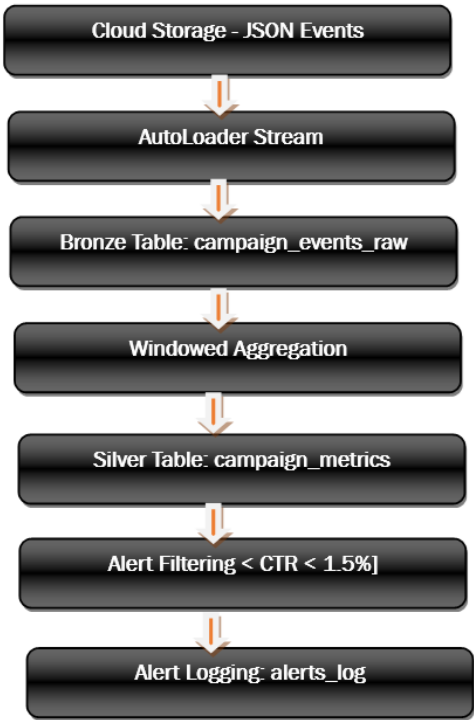 Cloud Storage - JSON Events
AutoLoader Stream
Bronze Table: campaign_events_raw
Windowed Aggregation
Silver Table: campaign_metrics
Alert Filtering < CTR < 1.5%]
Alert Logging: alerts_log